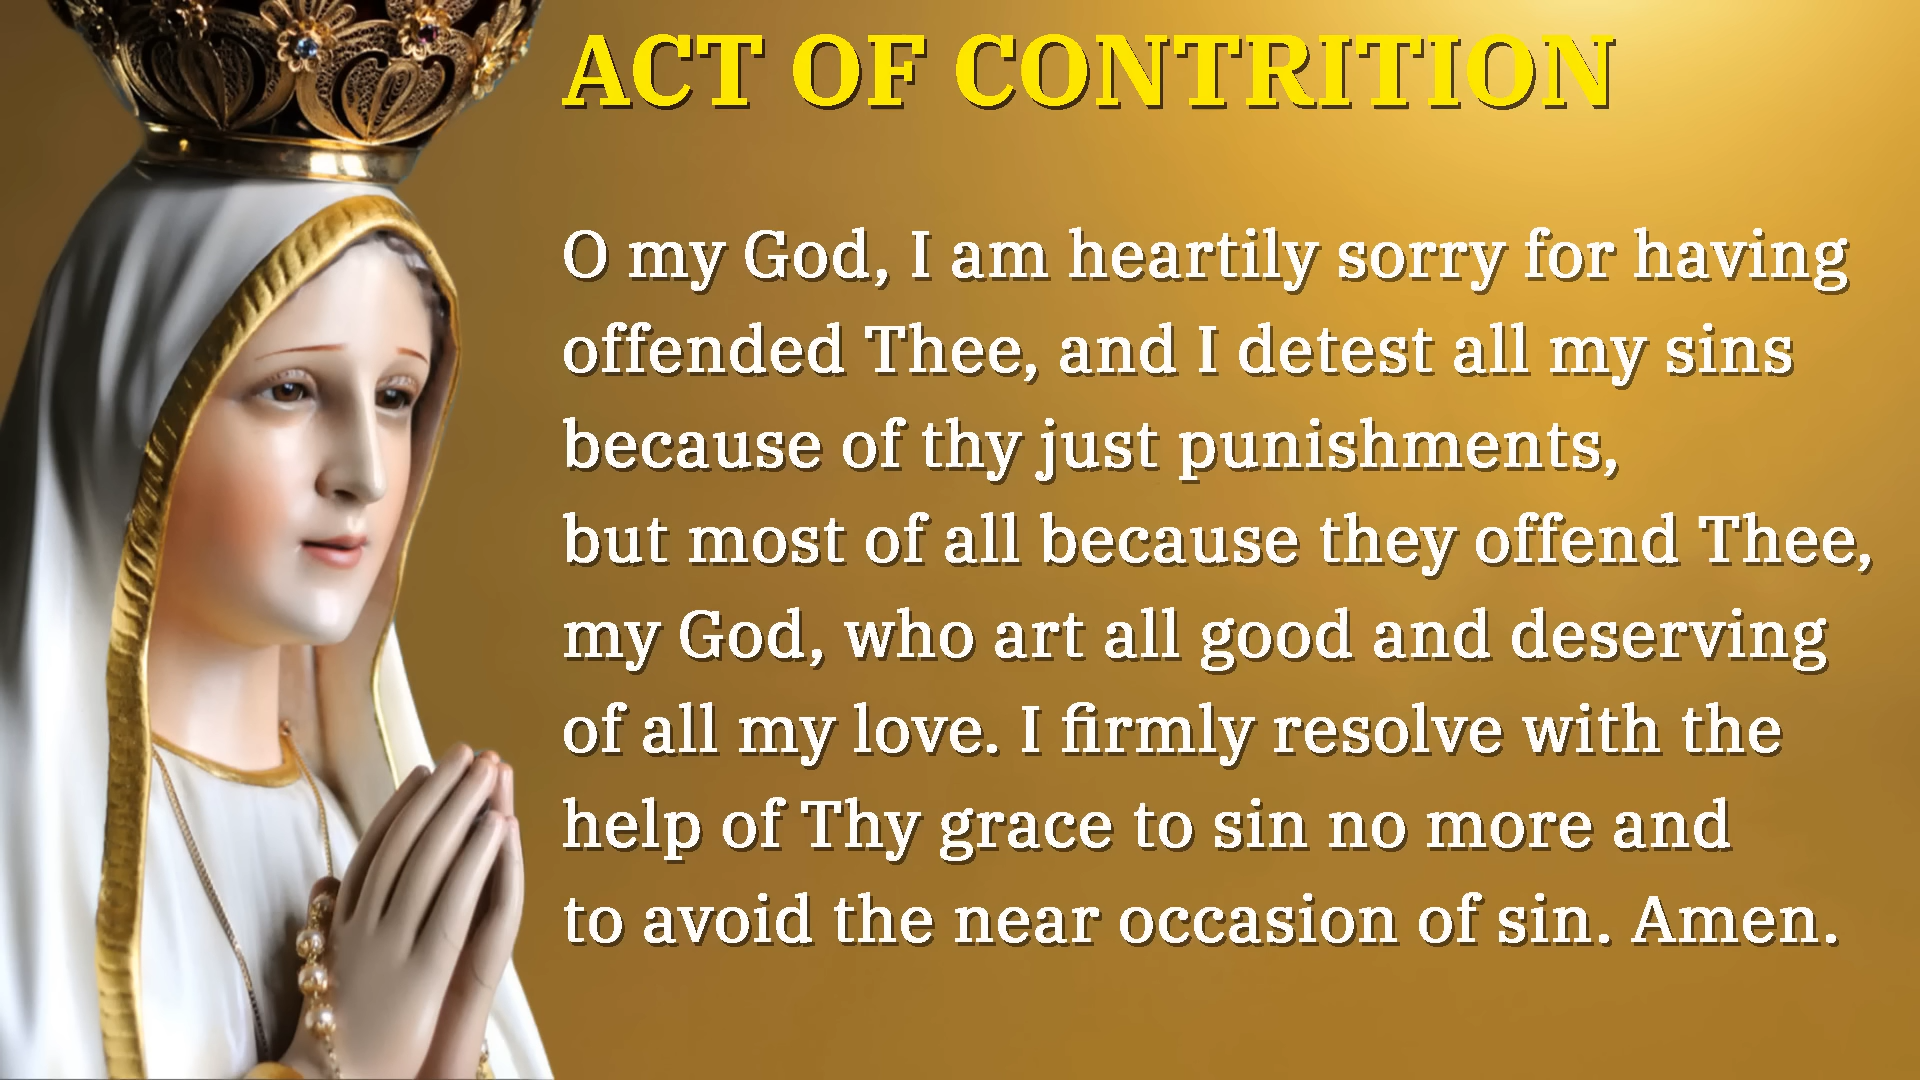 ACT OF CONTRITION
O my God, I am heartily sorry for having
offended Thee, and I detest all my sins
because of thy just punishments,
but most of all because they offend Thee,
my God, who art all good and deserving
of all my love. I firmly resolve with the
help of Thy grace to sin no more and
to avoid the near occasion of sin. Amen.